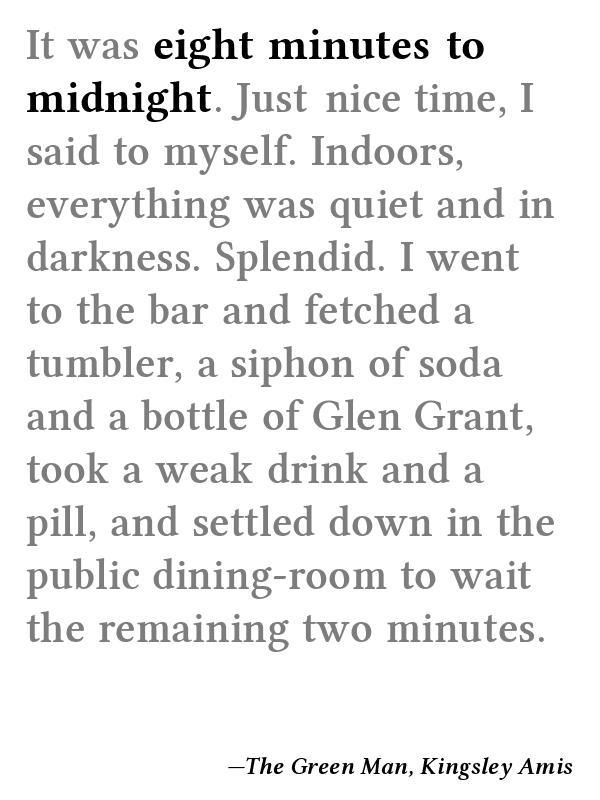 It was eight minutes to
midnight. Just nice time, I
said to myself. Indoors,
everything was quiet and in
darkness. Splendid. I went
to the bar and fetched a
tumbler, a siphon of soda
and a bottle of Glen Grant,
took a weak drink and a
pill, and settled down in the
public dining-room to wait
the remaining two minutes.
—The Green Man, Kingsley Amis